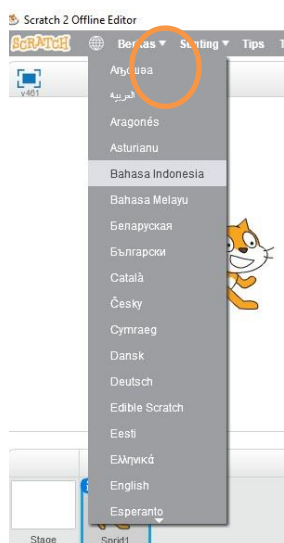 Scratch 2 Offline Editor
SCRATCH Berkas Sunting Tips
v461
Аҧсшәа
العربية
Aragonés
Asturianu
Bahasa Indonesia
Bahasa Melayu
Беларуская
Български
Català
Česky
Cymraeg
Dansk
Deutsch
Edible Scratch
Eesti
Ελληνικά
English
Esperanto
Stage Sprid1